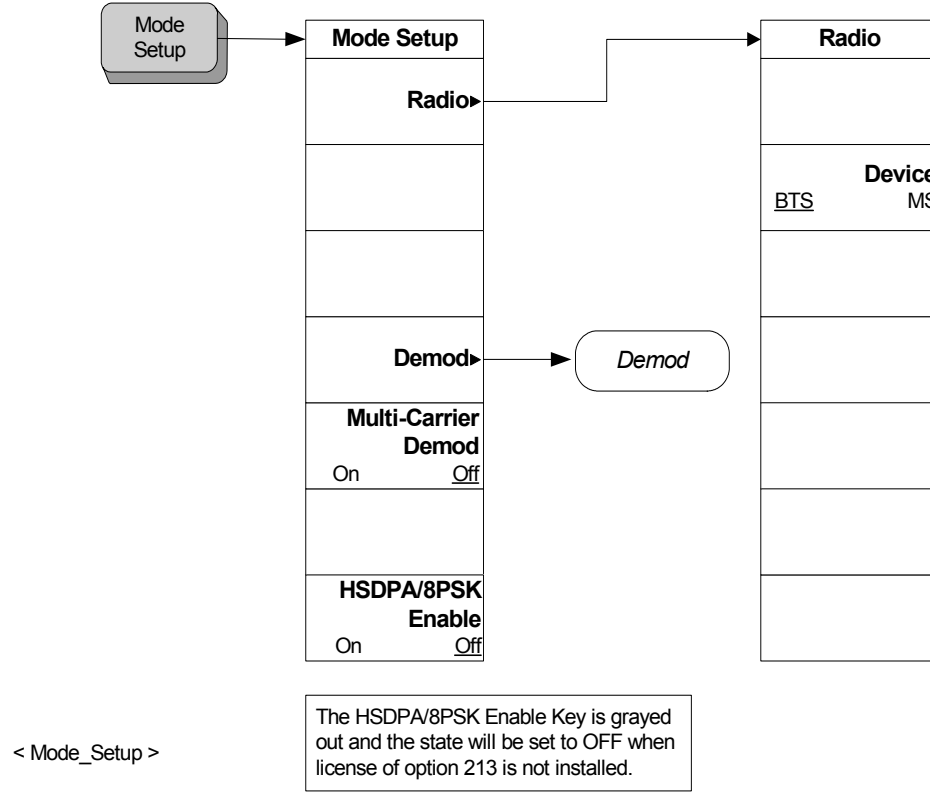 Mode
Setup
Mode Setup
Radio
Demod
Multi-Carrier
Demod
On Off
HSDPA/8PSK
Enable
On Off
Demod
Radio
Device
BTS MS
< Mode_Setup >
The HSDPA/8PSK Enable Key is grayed
out and the state will be set to OFF when
license of option 213 is not installed.